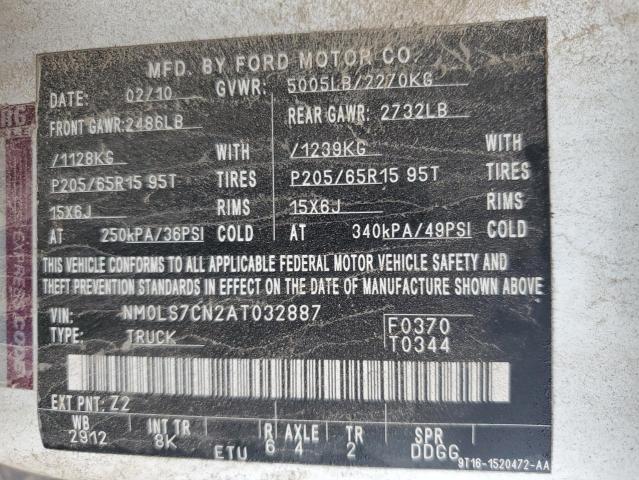 MFD. BY FORD MOTOR CO.
DATE: 02/10 GVWR: 5005LB/2270KG
FRONT GAWR: 2486LB REAR GAWR: 2732LB
/1128KG WITH /1239KG WITH
P205/65R15 95T TIRES P205/65R15 95T TIRES
15X6J RIMS 15X6J RIMS
AT 250kPA/36PSI COLD AT 340kPA/49PSI COLD
THIS VEHICLE CONFORMS TO ALL APPLICABLE FEDERAL MOTOR VEHICLE SAFETY AND
THEFT PREVENTION STANDARDS IN EFFECT ON THE DATE OF MANUFACTURE SHOWN ABOVE
VIN: NM0LS7CN2AT032887
TYPE: TRUCK
F0370
T0344
EXT PNT: Z2
WB INT TR R AXLE TR SPR
2912 8K ETU 6 4 2 DDGG
9T16-1520472-AA